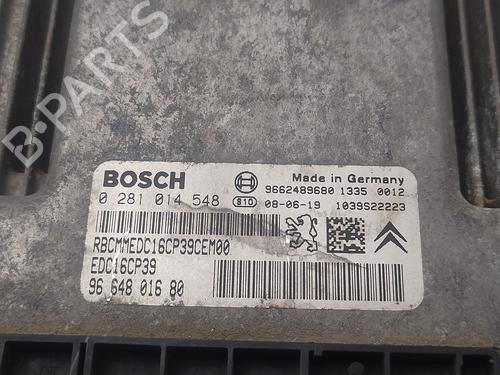 B-PARTS
BOSCH
Made in Germany
9662489680 1335 0012
0 281 014 548 810 08-06-19 1039S22223
RBCMMEDC16CP39CEM00
EDC16CP39
96 648 016 80